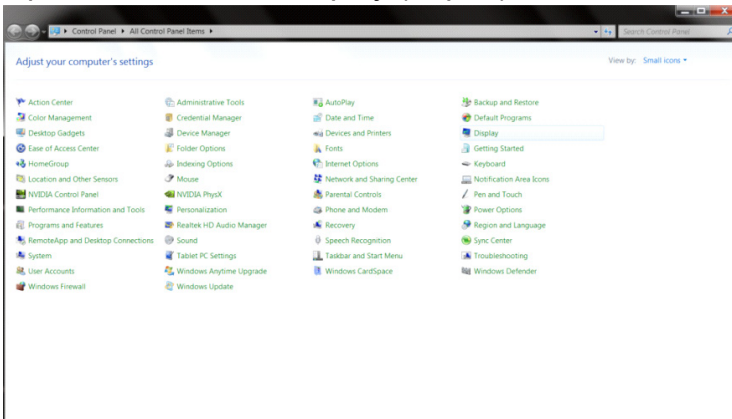 Control Panel ▸ All Control Panel Items ▸
Search Control Panel
Adjust your computer's settings
View by: Small icons
Action Center Administrative Tools AutoPlay Backup and Restore
Color Management Credential Manager Date and Time Default Programs
Desktop Gadgets Device Manager Devices and Printers Display
Ease of Access Center Folder Options Fonts Getting Started
HomeGroup Indexing Options Internet Options Keyboard
Location and Other Sensors Mouse Network and Sharing Center Notification Area Icons
NVIDIA Control Panel NVIDIA PhysX Parental Controls Pen and Touch
Performance Information and Tools Personalization Phone and Modem Power Options
Programs and Features Realtek HD Audio Manager Recovery Region and Language
RemoteApp and Desktop Connections Sound Speech Recognition Sync Center
System Tablet PC Settings Taskbar and Start Menu Troubleshooting
User Accounts Windows Anytime Upgrade Windows CardSpace Windows Defender
Windows Firewall Windows Update